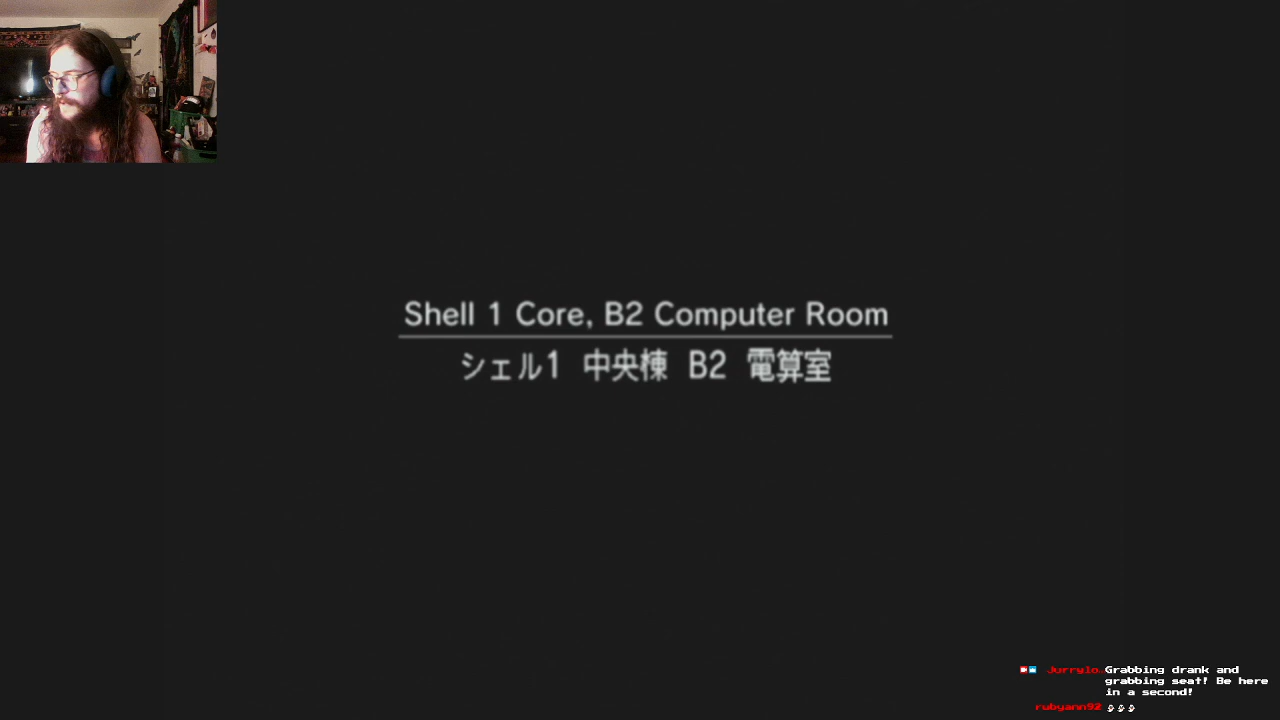 Shell 1 Core, B2 Computer Room
シェル1 中央棟 B2 電算室
Grabbing drank and
grabbing seat! Be here
in a second!
rubyann92